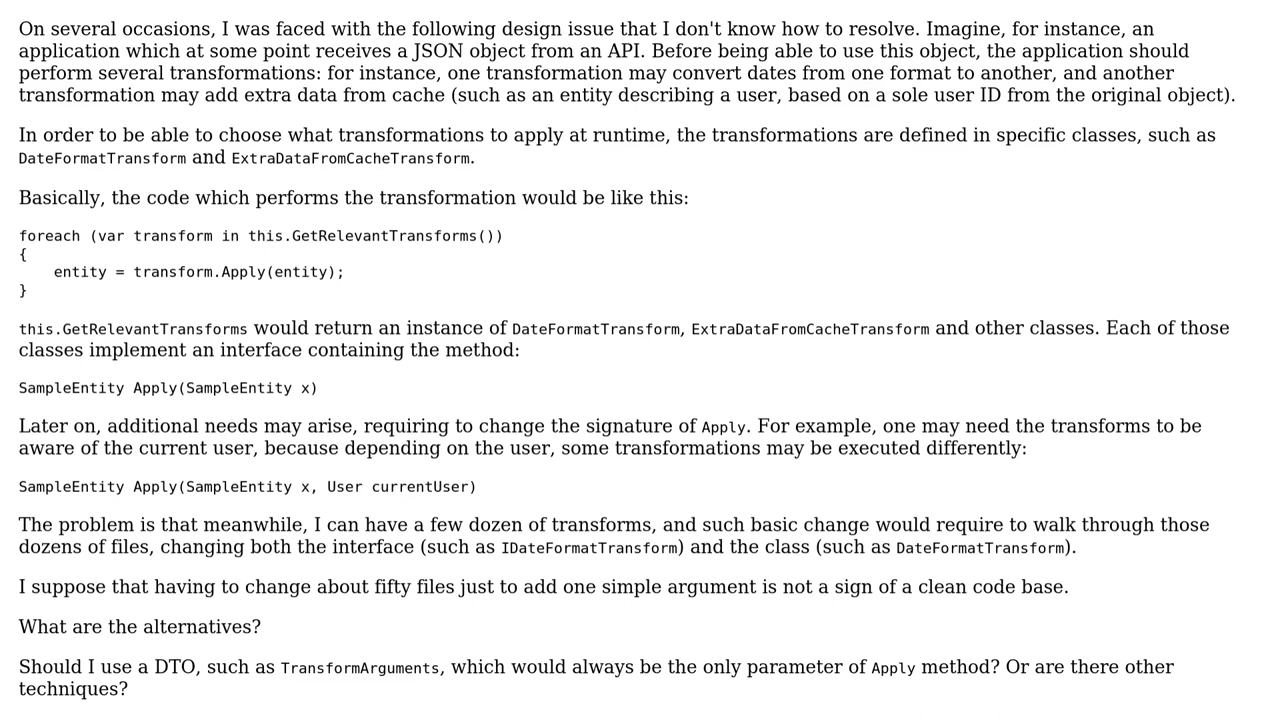 On several occasions, I was faced with the following design issue that I don't know how to resolve. Imagine, for instance, an
application which at some point receives a JSON object from an API. Before being able to use this object, the application should
perform several transformations: for instance, one transformation may convert dates from one format to another, and another
transformation may add extra data from cache (such as an entity describing a user, based on a sole user ID from the original object).
In order to be able to choose what transformations to apply at runtime, the transformations are defined in specific classes, such as
DateFormatTransform and ExtraDataFromCacheTransform.
Basically, the code which performs the transformation would be like this:
foreach (var transform in this.GetRelevantTransforms())
{
    entity = transform.Apply(entity);
}
this.GetRelevantTransforms would return an instance of DateFormatTransform, ExtraDataFromCacheTransform and other classes. Each of those
classes implement an interface containing the method:
SampleEntity Apply(SampleEntity x)
Later on, additional needs may arise, requiring to change the signature of Apply. For example, one may need the transforms to be
aware of the current user, because depending on the user, some transformations may be executed differently:
SampleEntity Apply(SampleEntity x, User currentUser)
The problem is that meanwhile, I can have a few dozen of transforms, and such basic change would require to walk through those
dozens of files, changing both the interface (such as IDateFormatTransform) and the class (such as DateFormatTransform).
I suppose that having to change about fifty files just to add one simple argument is not a sign of a clean code base.
What are the alternatives?
Should I use a DTO, such as TransformArguments, which would always be the only parameter of Apply method? Or are there other
techniques?